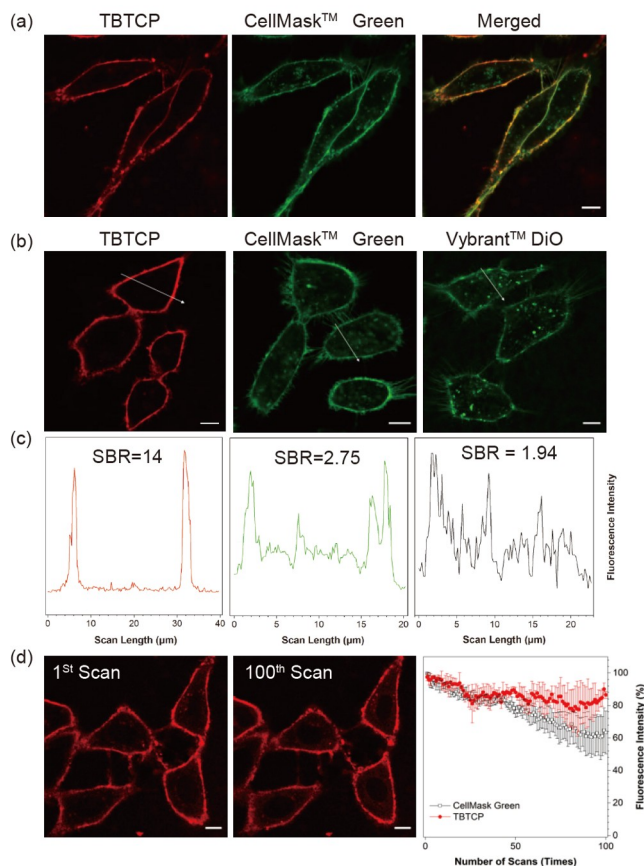 (a)
TBTCP CellMask™ Green Merged
(b)
TBTCP CellMask™ Green Vybrant™ DiO
(c)
SBR=14 SBR=2.75 SBR = 1.94
Fluorescence Intensity
0 10 20 30 40 0 5 10 15 20 0 5 10 15 20
Scan Length (µm) Scan Length (µm) Scan Length (µm)
(d)
1St Scan 100th Scan
100
80
60
40
20
0
Fluorescence Intensity (%)
CellMask Green
TBTCP
0 50 100
Number of Scans (Times)